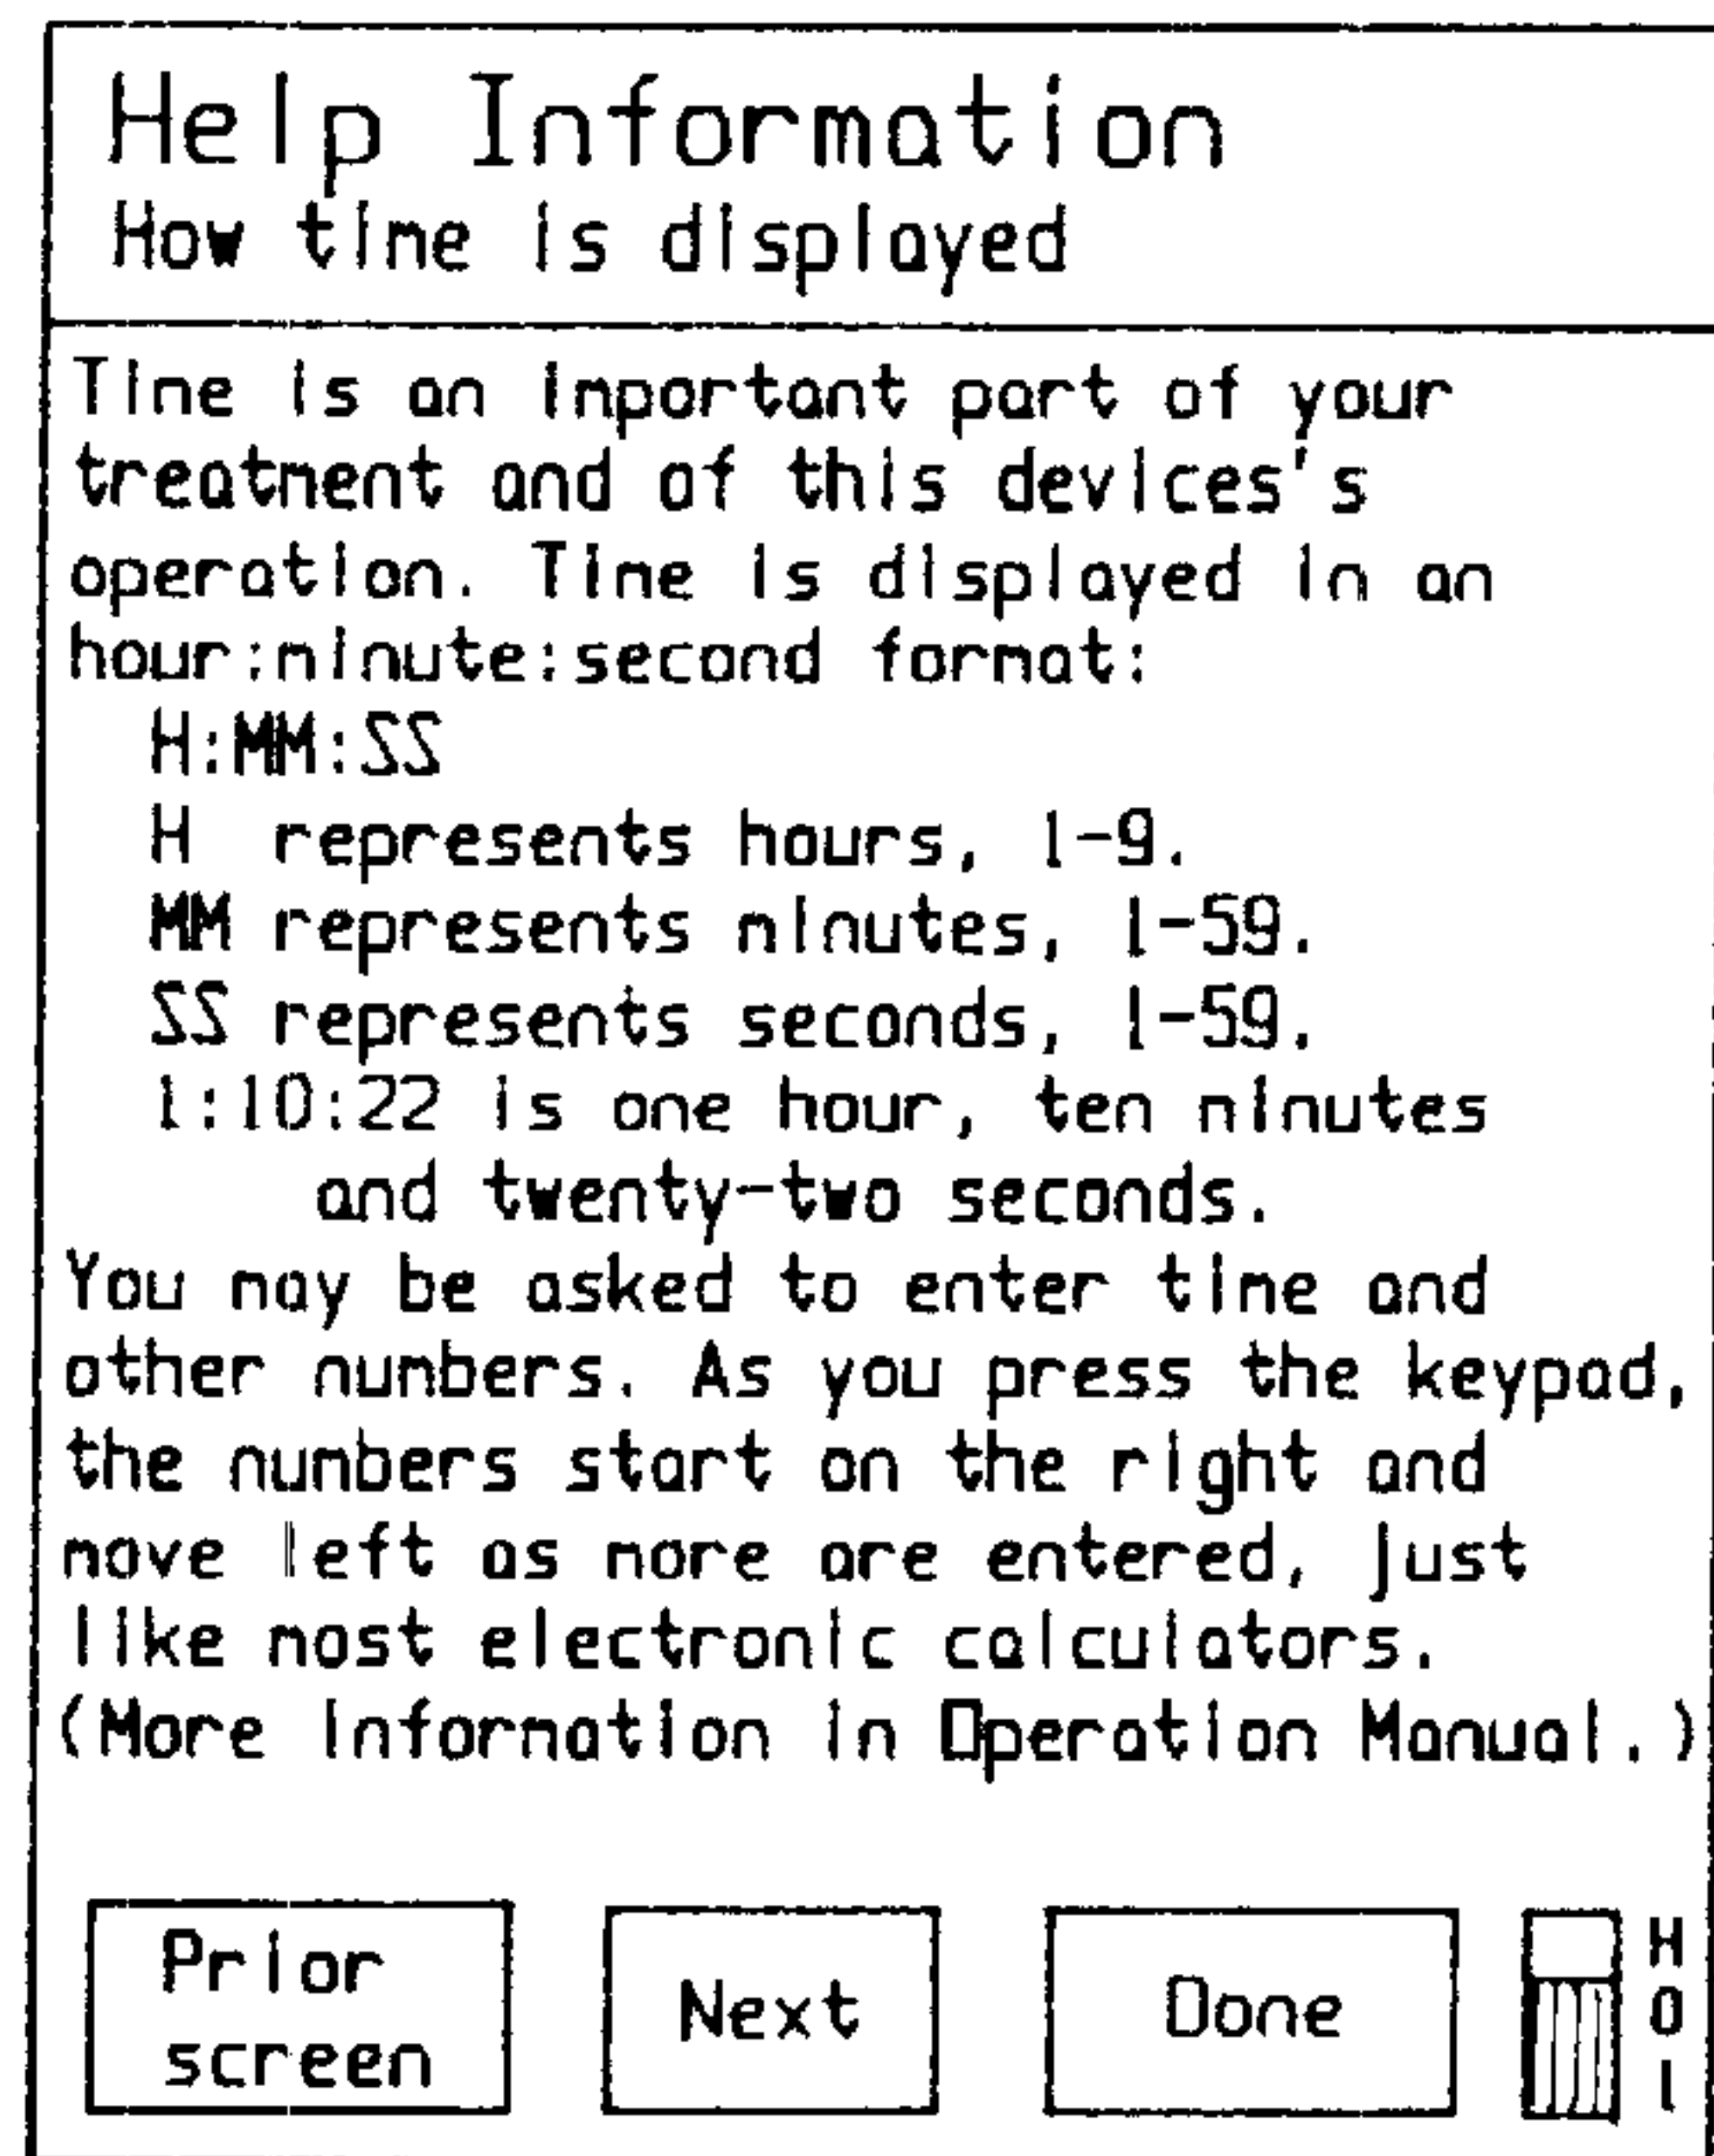 Help Information
How time is displayed
Time is an important part of your
treatment and of this devices's
operation. Time is displayed in an
hour:minute:second format:
H:MM:SS
H represents hours, 1-9.
MM represents minutes, 1-59.
SS represents seconds, 1-59.
1:10:22 is one hour, ten minutes
and twenty-two seconds.
You may be asked to enter time and
other numbers. As you press the keypad,
the numbers start on the right and
move left as more are entered, just
like most electronic calculators.
(More information in Operation Manual.)
Prior
screen
Next
Done
H
0
1